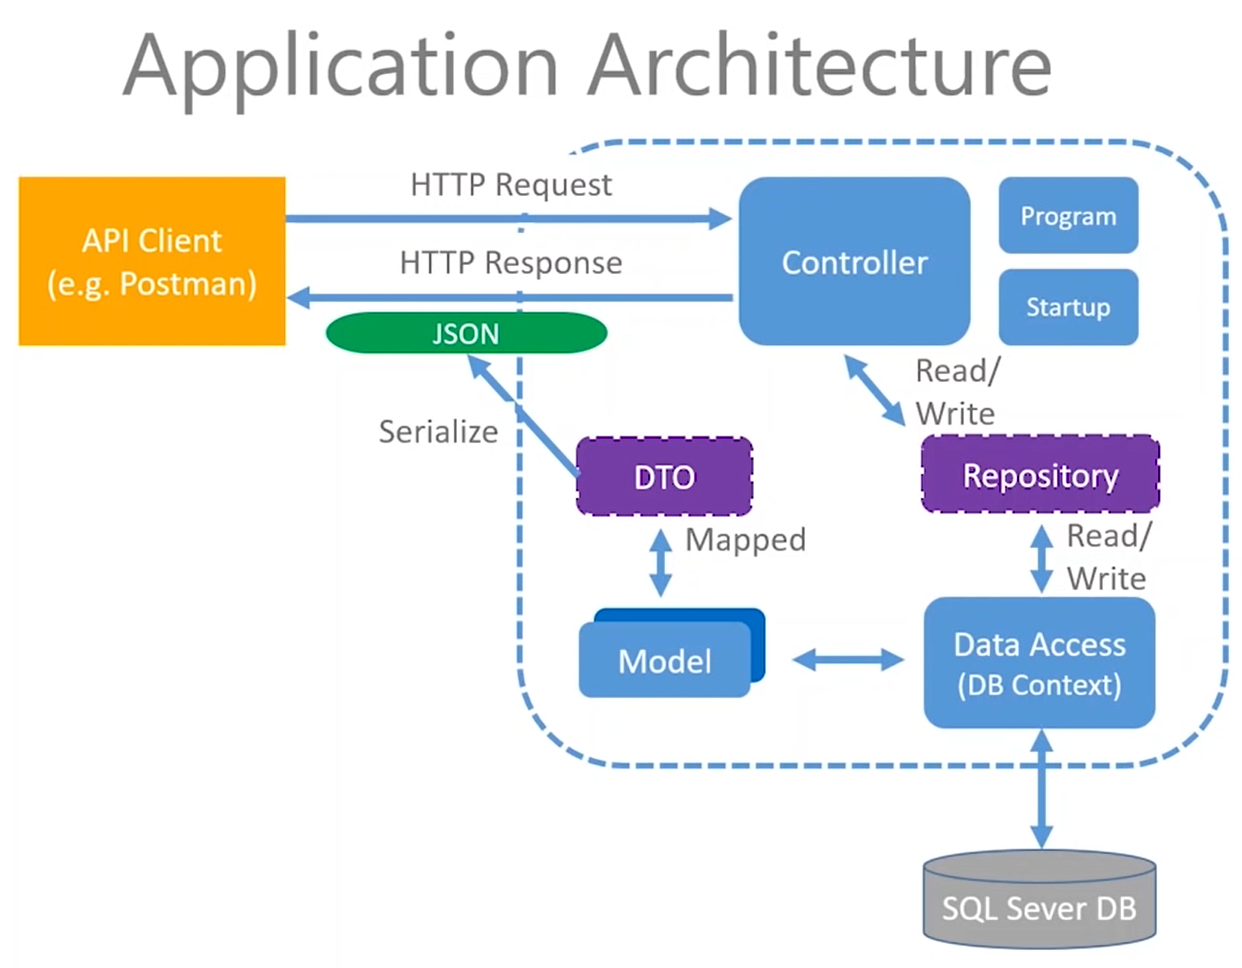 Application Architecture
HTTP Request
API Client
(e.g. Postman)
HTTP Response
JSON
Controller
Program
Startup
Read/
Write
Serialize
DTO
Repository
Mapped
Read/
Write
Model
Data Access
(DB Context)
SQL Sever DB